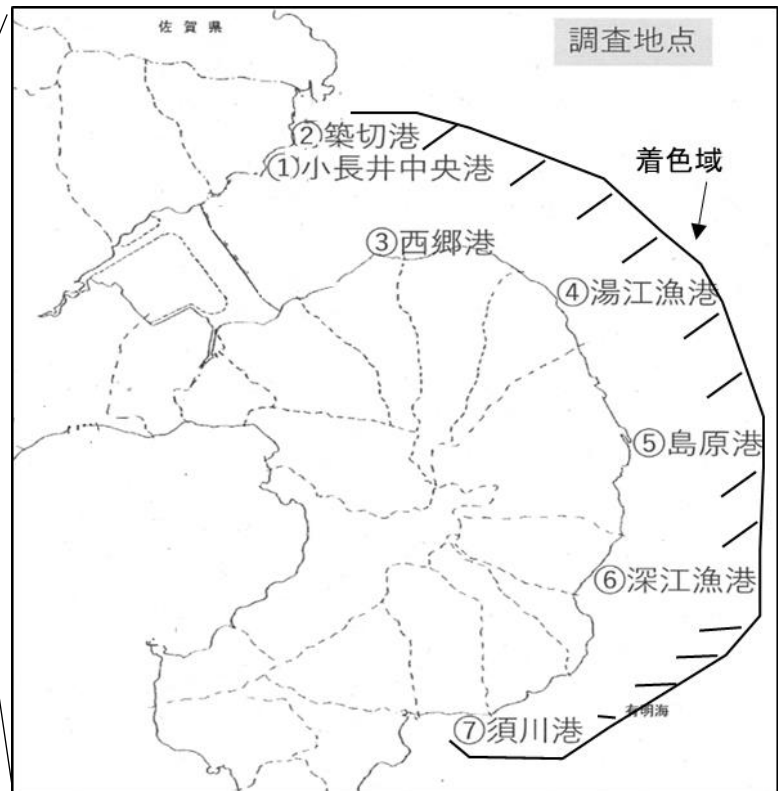 佐賀県
調査地点
②築切港
①小長井中央港
着色域
③西郷港
④湯江漁港
⑤島原港
⑥深江漁港
有明海
⑦須川港